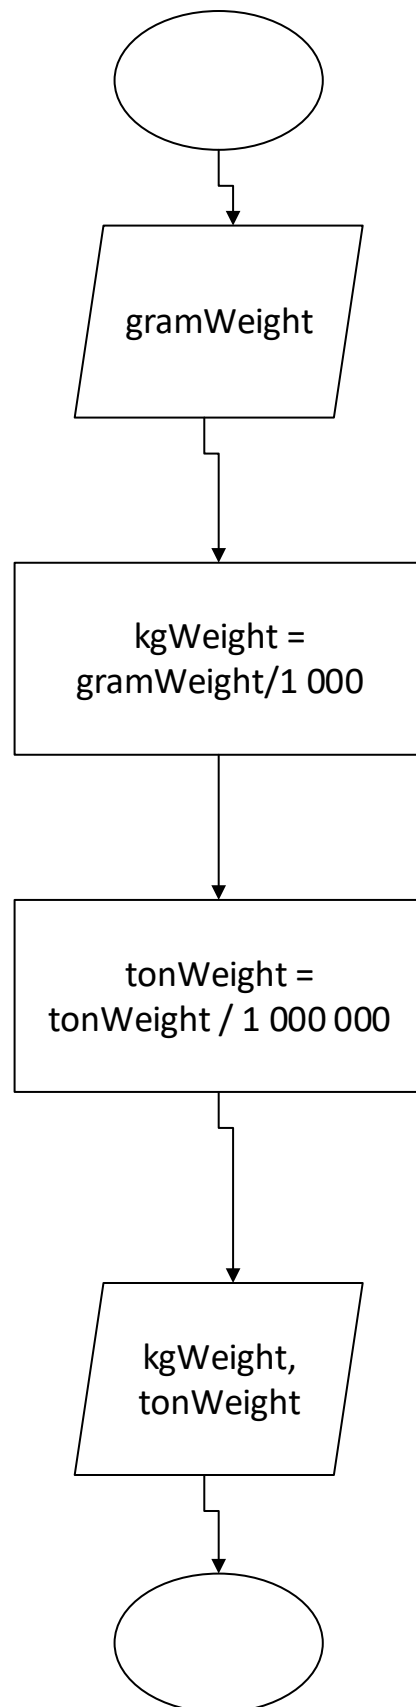 gramWeight
kgWeight =
gramWeight/1 000
tonWeight =
tonWeight / 1 000 000
kgWeight,
tonWeight